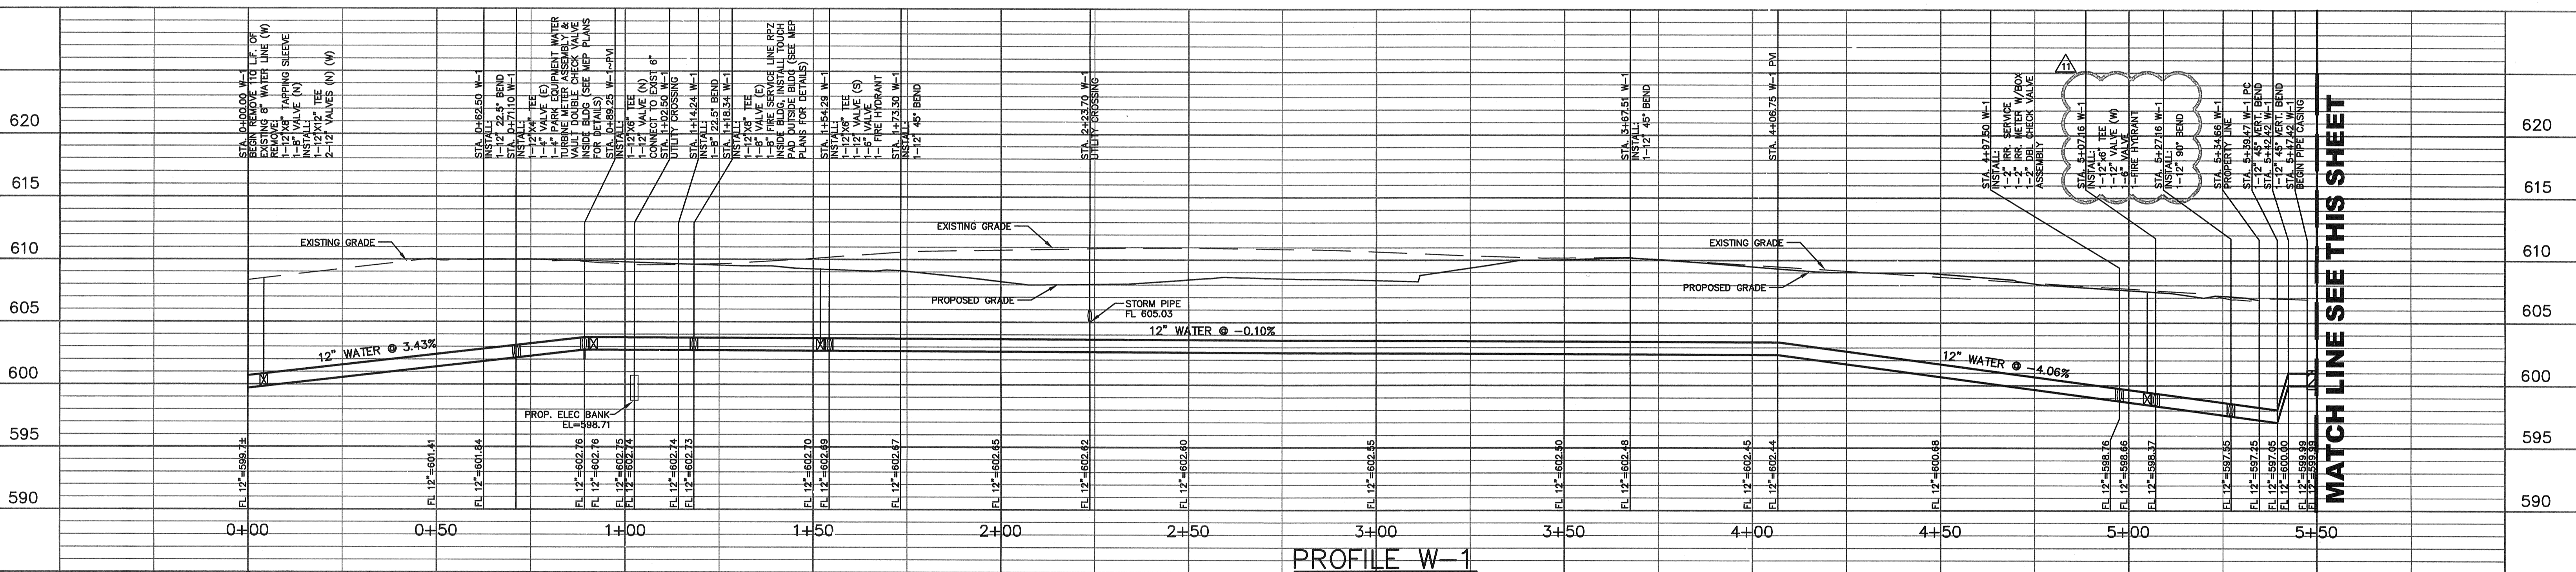 STA. 0+00.00 W-1
BEGIN REMOVE 110 L.F. OF
EXISTING 8" WATER LINE (W)
REMOVE:
1-12"X8" TAPPING SLEEVE
1-8" VALVE (N)
INSTALL:
1-12"X12" TEE
2-12" VALVES (N) (W)
STA. 0+62.50 W-1
INSTALL:
1-12" 22.5° BEND
STA. 0+71.10 W-1
INSTALL:
1-12"X4" TEE
1-4" VALVE (E)
1-4" PARK EQUIPMENT WATER
TURBINE METER ASSEMBLY &
VAULT DOUBLE CHECK VALVE
INSIDE BLDG (SEE MEP PLANS
FOR DETAILS)
STA. 0+89.25 W-1~PVI
INSTALL:
1-12"X6" TEE
1-12" VALVE (N)
CONNECT TO EXIST 6"
STA. 1+02.50 W-1
UTILITY CROSSING
STA. 1+14.24 W-1
INSTALL:
1-8" 22.5° BEND
STA. 1+18.34 W-1
INSTALL:
1-12"X8" TEE
1-8" VALVE (E)
1-8" FIRE SERVICE LINE RPZ
INSIDE BLDG, INSTALL TOUCH
PAD OUTSIDE BLDG (SEE MEP
PLANS FOR DETAILS)
STA. 1+54.29 W-1
INSTALL:
1-12"X6" TEE
1-12" VALVE (S)
1-6" VALVE
1- FIRE HYDRANT
STA. 1+73.30 W-1
INSTALL:
1-12" 45° BEND
STA. 2+23.70 W-1
UTILITY CROSSING
STA. 3+67.51 W-1
INSTALL:
1-12" 45° BEND
STA. 4+06.75 W-1 PVI
STA. 4+97.50 W-1
INSTALL:
1-2" IRR. SERVICE
1-2" IRR. METER W/BOX
1-2" DBL CHECK VALVE
ASSEMBLY
11
STA. 5+07.16 W-1
INSTALL:
1-12"x6" TEE
1-12" VALVE (W)
1-6" VALVE
1-FIRE HYDRANT
STA. 5+27.16 W-1
INSTALL:
1-12" 90° BEND
STA. 5+34.66 W-1
PROPERTY LINE
STA. 5+39.47 W-1 PC
1-12" 45° VERT. BEND
STA. 5+42.42 W-1
1-12" 45° VERT. BEND
STA. 5+47.42 W-1
BEGIN PIPE CASING
MATCH LINE SEE THIS SHEET
620
615
610
605
600
595
590
620
615
610
605
600
595
590
EXISTING GRADE
EXISTING GRADE
EXISTING GRADE
PROPOSED GRADE
PROPOSED GRADE
STORM PIPE
FL 605.03
12" WATER @ 3.43%
12" WATER @ -0.10%
12" WATER @ -4.06%
PROP. ELEC BANK
EL=598.71
FL 12"=599.7±
FL 12"=601.41
FL 12"=601.84
FL 12"=602.76
FL 12"=602.76
FL 12"=602.75
FL 12"=602.74
FL 12"=602.74
FL 12"=602.73
FL 12"=602.70
FL 12"=602.69
FL 12"=602.67
FL 12"=602.65
FL 12"=602.62
FL 12"=602.60
FL 12"=602.55
FL 12"=602.50
FL 12"=602.48
FL 12"=602.45
FL 12"=602.44
FL 12"=600.68
FL 12"=598.76
FL 12"=598.66
FL 12"=598.37
FL 12"=597.55
FL 12"=597.25
FL 12"=597.05
FL 12"=600.00
FL 12"=599.99
FL 12"=599.99
0+00
0+50
1+00
1+50
2+00
2+50
3+00
3+50
4+00
4+50
5+00
5+50
PROFILE W-1